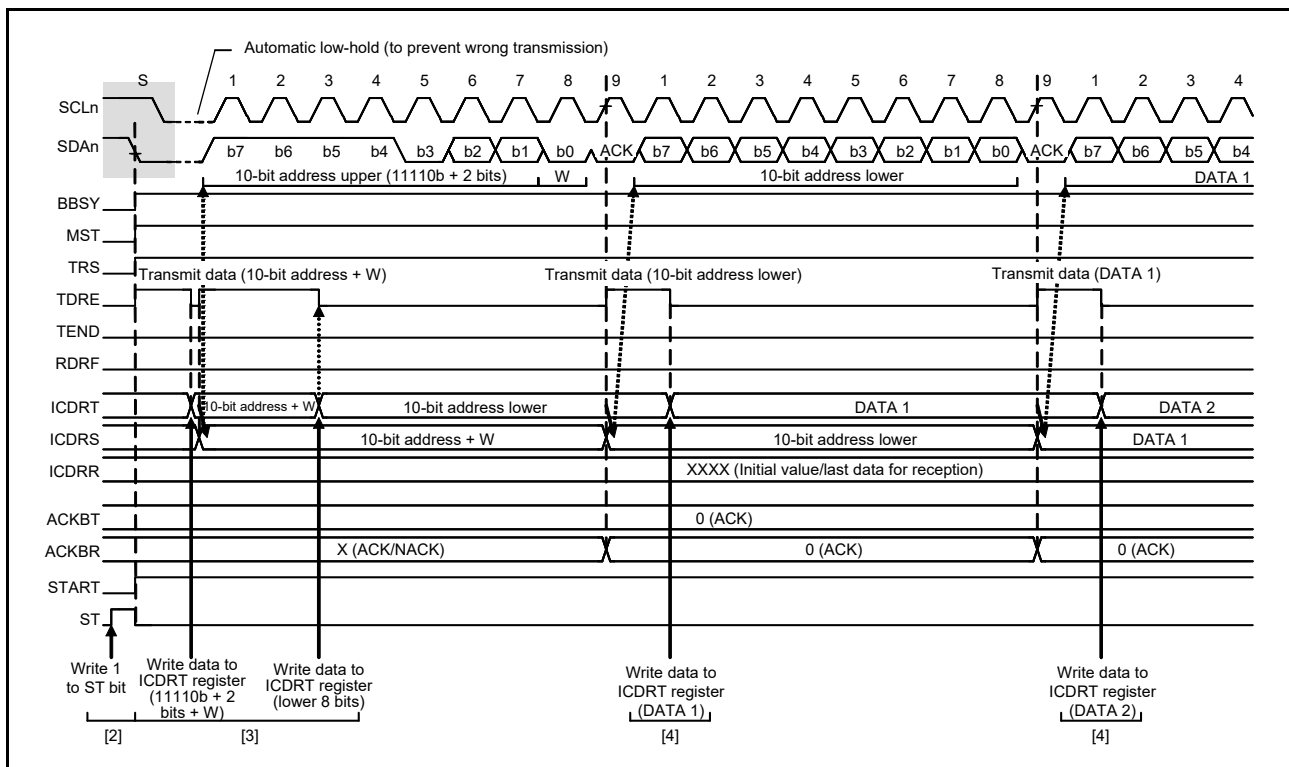 Automatic low-hold (to prevent wrong transmission)
S 1 2 3 4 5 6 7 8 9 1 2 3 4 5 6 7 8 9 1 2 3 4
SCLn
SDAn b7 b6 b5 b4 b3 b2 b1 b0 ACK b7 b6 b5 b4 b3 b2 b1 b0 ACK b7 b6 b5 b4
10-bit address upper (11110b + 2 bits) W 10-bit address lower DATA 1
BBSY
MST
TRS
Transmit data (10-bit address + W) Transmit data (10-bit address lower) Transmit data (DATA 1)
TDRE
TEND
RDRF
ICDRT 10-bit address + W 10-bit address lower DATA 1 DATA 2
ICDRS 10-bit address + W 10-bit address lower DATA 1
ICDRR XXXX (Initial value/last data for reception)
ACKBT 0 (ACK)
ACKBR X (ACK/NACK) 0 (ACK) 0 (ACK)
START
ST
Write 1
to ST bit
Write data to
ICDRT register
(11110b + 2
bits + W)
Write data to
ICDRT register
(lower 8 bits)
Write data to
ICDRT register
(DATA 1)
Write data to
ICDRT register
(DATA 2)
[2] [3] [4] [4]